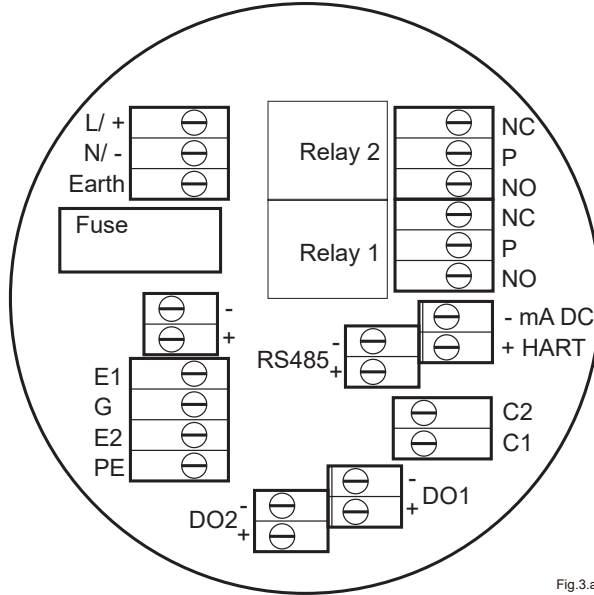 L/ +
N/ -
Earth
Fuse
Relay 2
Relay 1
NC
P
NO
NC
P
NO
-
+
- mA DC
+ HART
RS485
-
+
E1
G
E2
PE
C2
C1
DO1
-
+
DO2
-
+
Fig.3.a